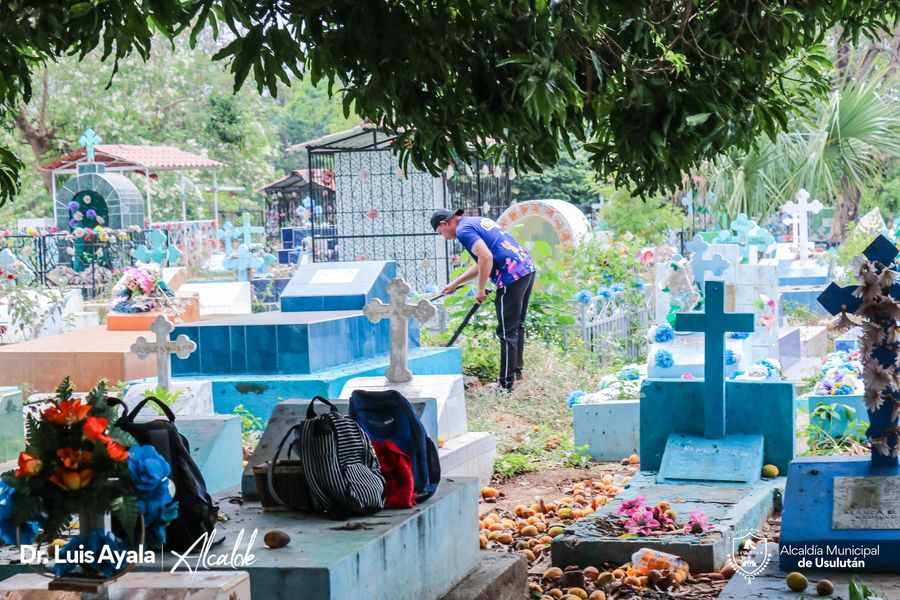 Dr. Luis Ayala
Alcalde
Alcaldía Municipal
de Usulután